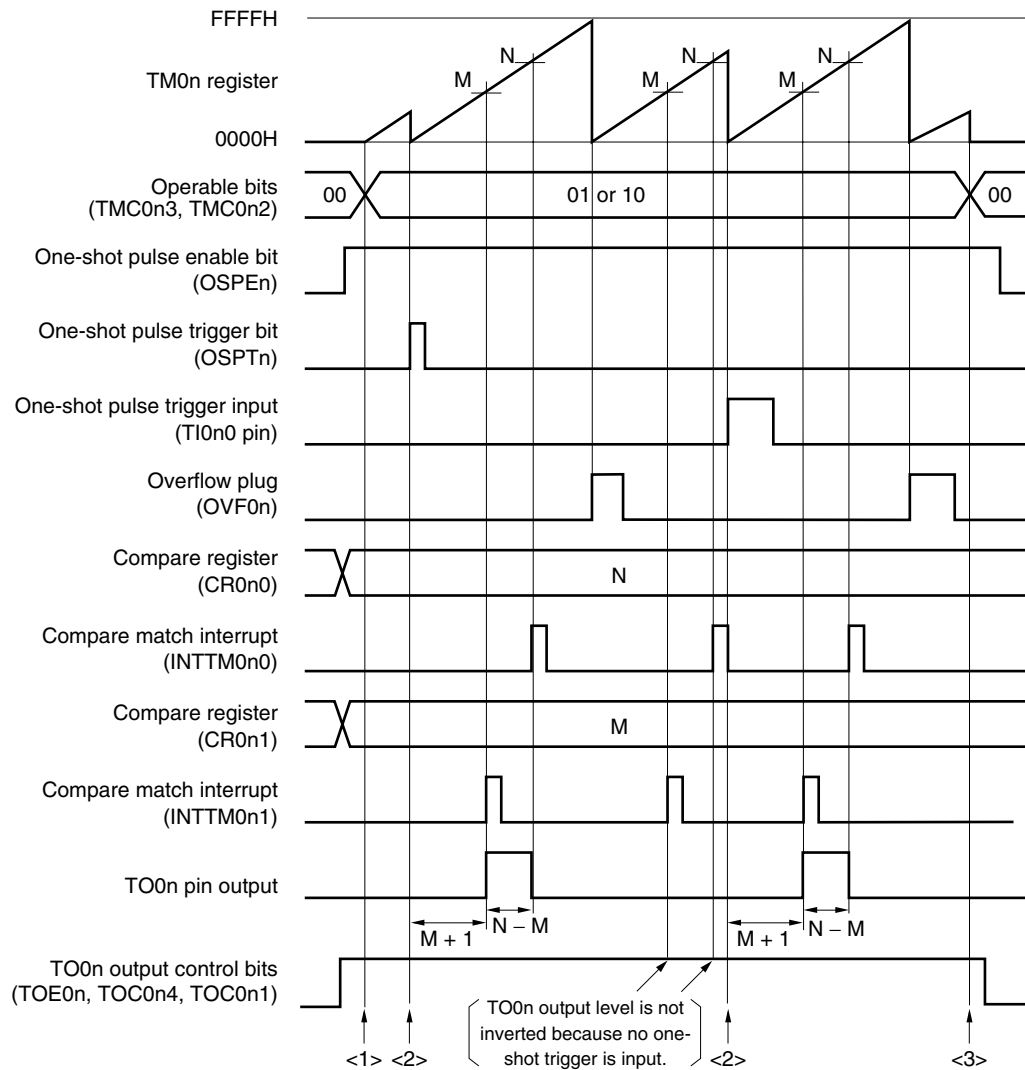 FFFFH
TM0n register
0000H
M N M N M N
Operable bits
(TMC0n3, TMC0n2)
00 01 or 10 00
One-shot pulse enable bit
(OSPEn)
One-shot pulse trigger bit
(OSPTn)
One-shot pulse trigger input
(TI0n0 pin)
Overflow plug
(OVF0n)
Compare register
(CR0n0)
N
Compare match interrupt
(INTTM0n0)
Compare register
(CR0n1)
M
Compare match interrupt
(INTTM0n1)
TO0n pin output
M + 1 N – M M + 1 N – M
TO0n output control bits
(TOE0n, TOC0n4, TOC0n1)
TO0n output level is not
inverted because no one-
shot trigger is input.
<1> <2> <2> <3>